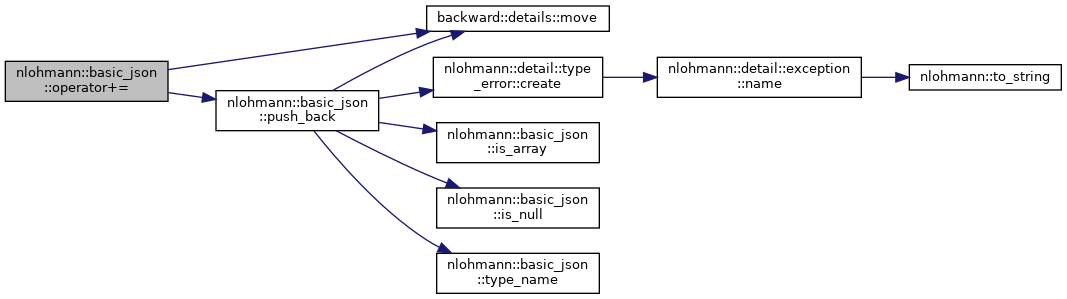 nlohmann::basic_json
::operator+=
nlohmann::basic_json
::push_back
backward::details::move
nlohmann::detail::type
_error::create
nlohmann::detail::exception
::name
nlohmann::to_string
nlohmann::basic_json
::is_array
nlohmann::basic_json
::is_null
nlohmann::basic_json
::type_name